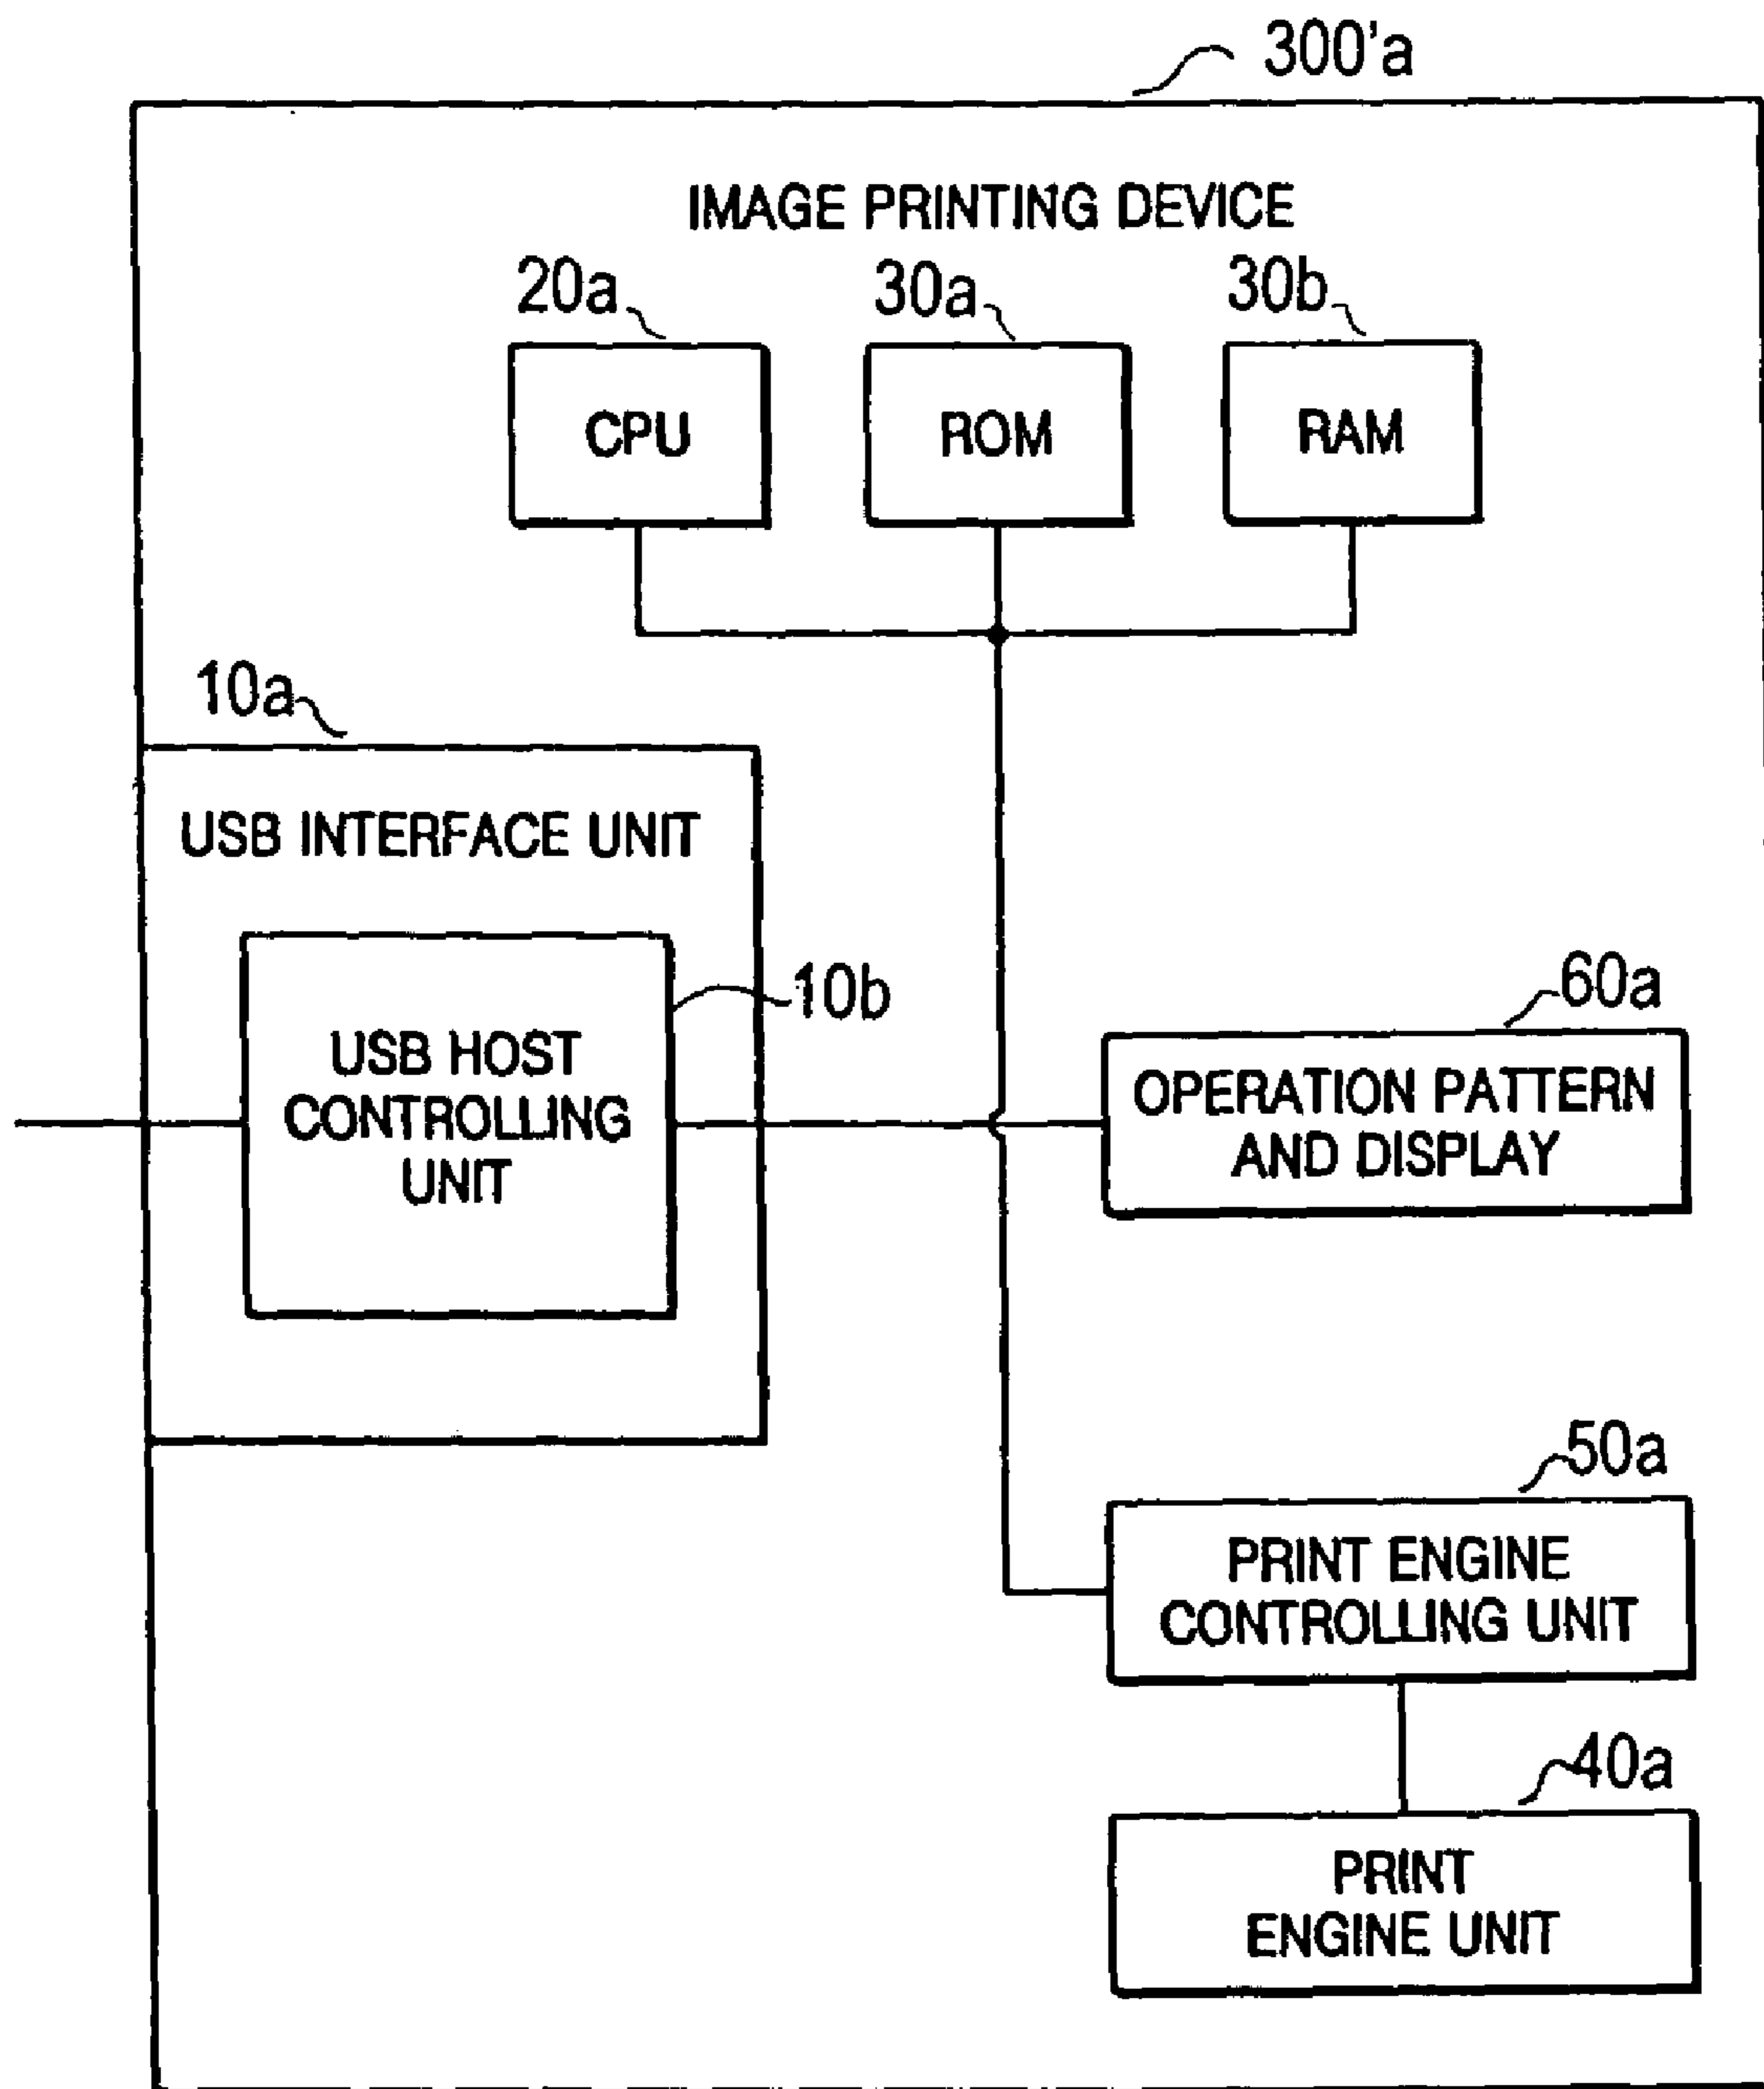 300'a
IMAGE PRINTING DEVICE
20a
30a
30b
CPU
ROM
RAM
10a
USB INTERFACE UNIT
10b
USB HOST
CONTROLLING
UNIT
60a
OPERATION PATTERN
AND DISPLAY
50a
PRINT ENGINE
CONTROLLING UNIT
40a
PRINT
ENGINE UNIT